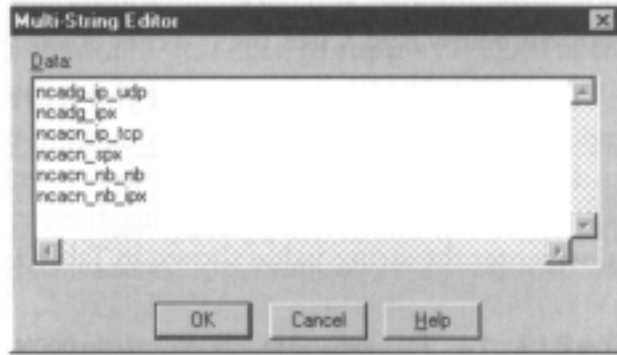 Multi-String Editor
Data:
ncadg_ip_udp
ncadg_ipx
ncacn_ip_tcp
ncacn_spx
ncacn_nb_nb
ncacn_nb_ipx
OK Cancel Help